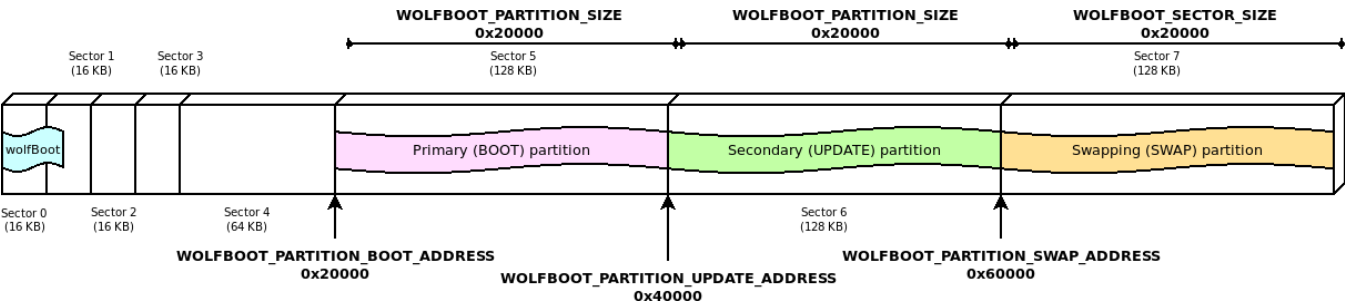 WOLFBOOT_PARTITION_SIZE
0x20000
WOLFBOOT_PARTITION_SIZE
0x20000
WOLFBOOT_SECTOR_SIZE
0x20000
Sector 1
(16 KB)
Sector 3
(16 KB)
Sector 5
(128 KB)
Sector 7
(128 KB)
wolfBoot
Primary (BOOT) partition
Secondary (UPDATE) partition
Swapping (SWAP) partition
Sector 0
(16 KB)
Sector 2
(16 KB)
Sector 4
(64 KB)
Sector 6
(128 KB)
WOLFBOOT_PARTITION_BOOT_ADDRESS
0x20000
WOLFBOOT_PARTITION_UPDATE_ADDRESS
0x40000
WOLFBOOT_PARTITION_SWAP_ADDRESS
0x60000